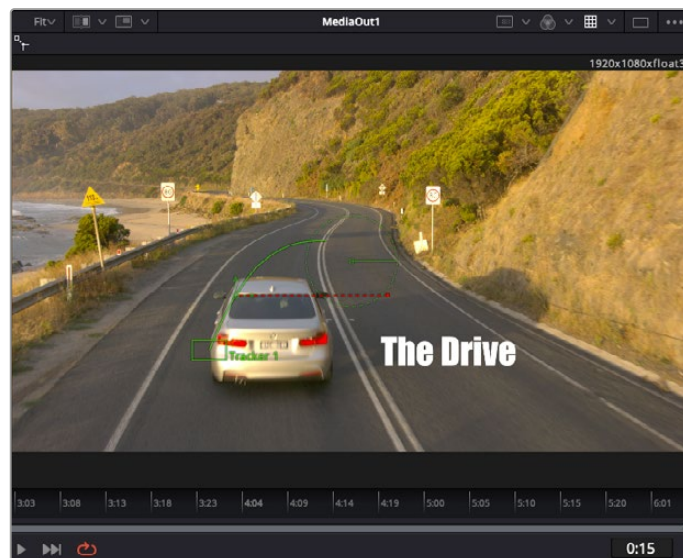 Fit
MediaOut1
1920x1080xfloat3
Tracker 1
The Drive
3:03 3:08 3:13 3:18 3:23 4:04 4:09 4:14 4:19 5:00 5:05 5:10 5:15 5:20 6:01
0:15